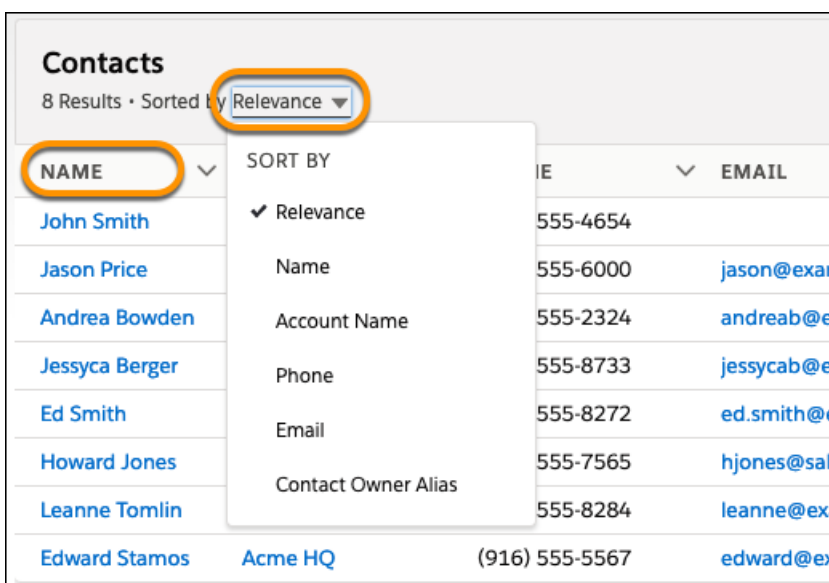 Contacts
8 Results • Sorted by Relevance
NAME
EMAIL
SORT BY
Relevance
Name
Account Name
Phone
Email
Contact Owner Alias
John Smith 555-4654
Jason Price 555-6000
Andrea Bowden 555-2324
Jessyca Berger 555-8733
Ed Smith 555-8272
Howard Jones 555-7565
Leanne Tomlin 555-8284
Edward Stamos Acme HQ (916) 555-5567